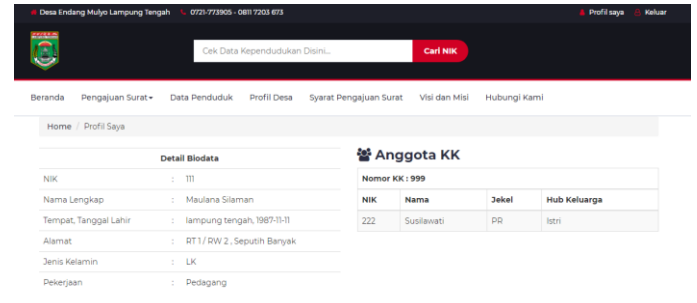 Desa Endang Mulyo Lampung Tengah 0721-773905 - 0811 7203 673 Profil saya Keluar
Cek Data Kependudukan Disini... Cari NIK
Beranda Pengajuan Surat Data Penduduk Profil Desa Syarat Pengajuan Surat Visi dan Misi Hubungi Kami
Home / Profil Saya
Detail Biodata
NIK : 111
Nama Lengkap : Maulana Silaman
Tempat, Tanggal Lahir : lampung tengah, 1987-11-11
Alamat : RT 1 / RW 2 , Seputih Banyak
Jenis Kelamin : LK
Pekerjaan : Pedagang
Anggota KK
Nomor KK : 999
NIK Nama Jekel Hub Keluarga
222 Susilawati PR Istri